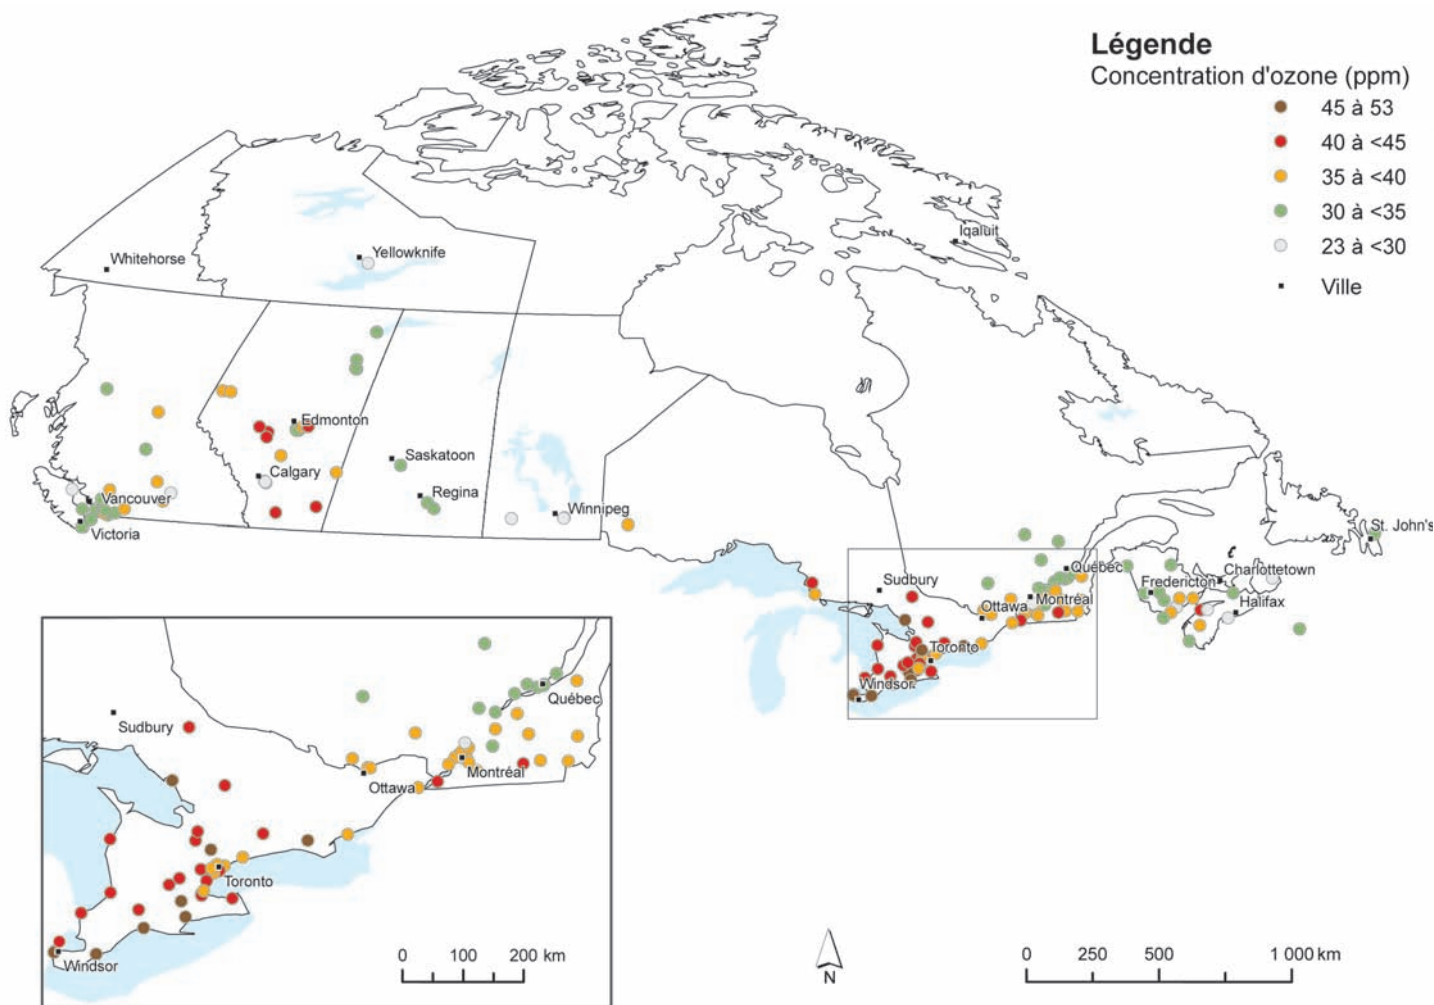 Légende
Concentration d'ozone (ppm)
45 à 53
40 à <45
35 à <40
30 à <35
23 à <30
Ville
Iqaluit
Whitehorse
Yellowknife
Edmonton
Saskatoon
Calgary
Regina
Vancouver
Winnipeg
Victoria
St. John's
Québec
Charlottetown
Sudbury
Fredericton
Montréal
Halifax
Ottawa
Toronto
Windsor
Québec
Sudbury
Montréal
Ottawa
Toronto
Windsor
0 100 200 km
N
0 250 500 1 000 km